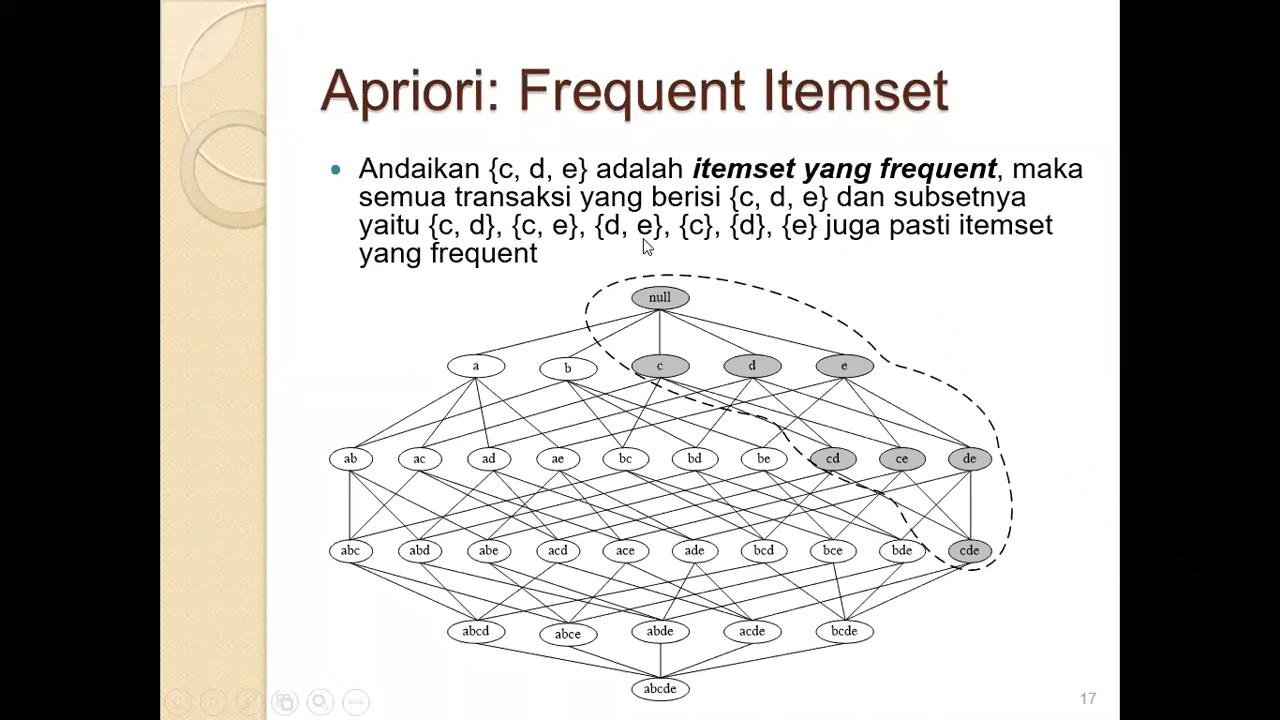 Apriori: Frequent Itemset
Andaikan {c, d, e} adalah itemset yang frequent, maka
semua transaksi yang berisi {c, d, e} dan subsetnya
yaitu {c, d}, {c, e}, {d, e}, {c}, {d}, {e} juga pasti itemset
yang frequent
null
a b c d e
ab ac ad ae bc bd be cd ce de
abc abd abe acd ace ade bcd bce bde cde
abcd abce abde acde bcde
abcde
17